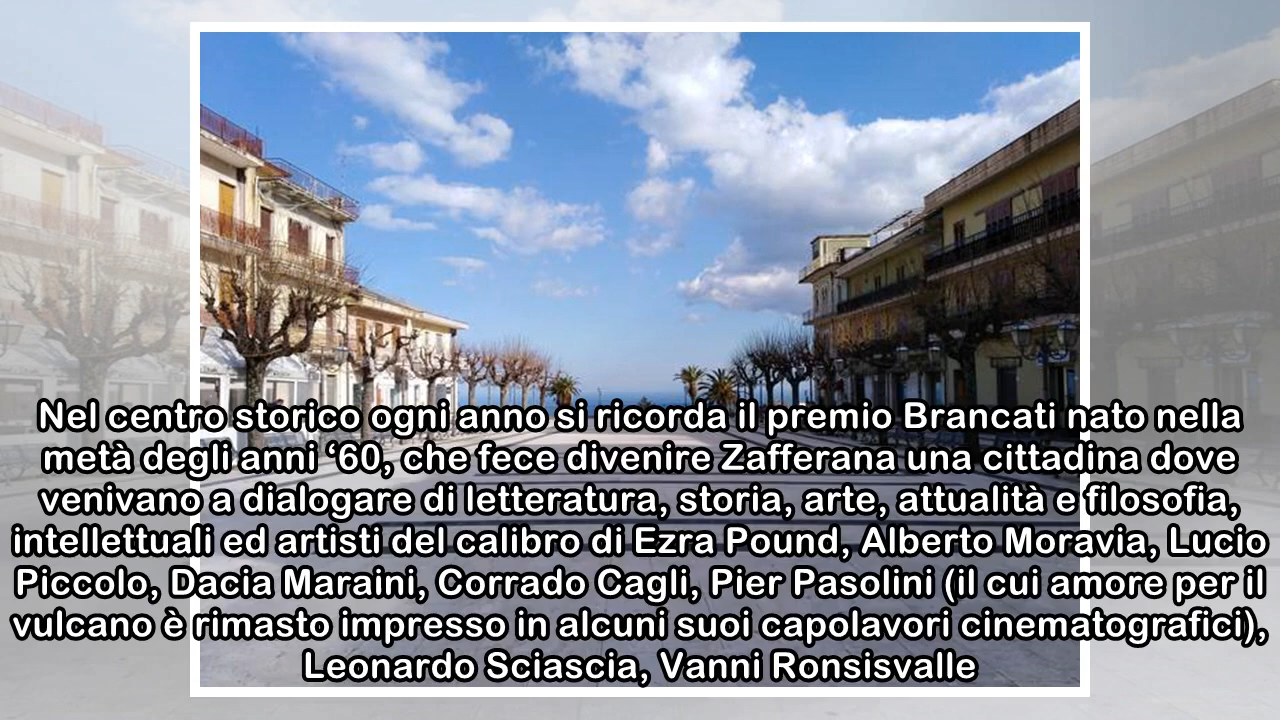 Nel centro storico ogni anno si ricorda il premio Brancati nato nella
metà degli anni ‘60, che fece divenire Zafferana una cittadina dove
venivano a dialogare di letteratura, storia, arte, attualità e filosofia,
intellettuali ed artisti del calibro di Ezra Pound, Alberto Moravia, Lucio
Piccolo, Dacia Maraini, Corrado Cagli, Pier Pasolini (il cui amore per il
vulcano è rimasto impresso in alcuni suoi capolavori cinematografici),
Leonardo Sciascia, Vanni Ronsisvalle